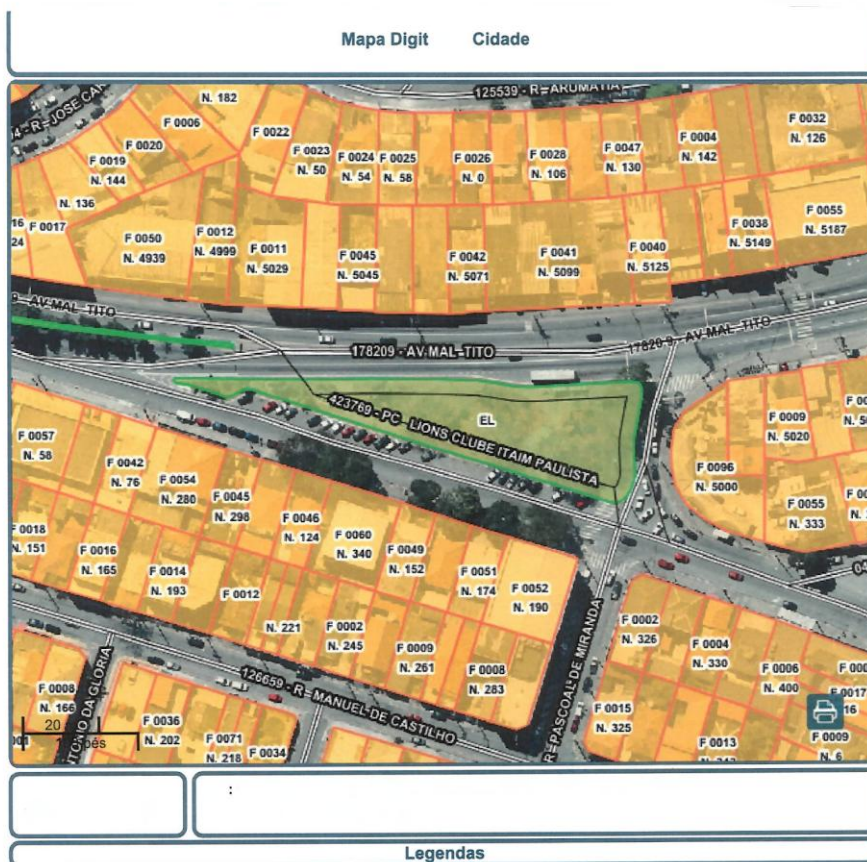 Mapa Digit Cidade
125539 - R= ARUMATIA
N. 182
F 0006
F 0020
F 0019
N. 144
N. 136
F 0017
F 0022
F 0023
N. 50
F 0024
N. 54
F 0025
N. 58
F 0026
N. 0
F 0028
N. 106
F 0047
N. 130
F 0004
N. 142
F 0032
N. 126
F 0050
N. 4939
F 0012
N. 4999
F 0011
N. 5029
F 0045
N. 5045
F 0042
N. 5071
F 0041
N. 5099
F 0040
N. 5125
F 0038
N. 5149
F 0055
N. 5187
AV-MAL-TITO
178209 - AV-MAL-TITO
178209 - AV-MAL-TITO
423769 - PC - LIONS CLUBE ITAIM PAULISTA
EL
F 0009
N. 5020
F 0096
N. 5000
F 0055
N. 333
F 0057
N. 58
F 0042
N. 76
F 0054
N. 280
F 0045
N. 298
F 0046
N. 124
F 0060
N. 340
F 0049
N. 152
F 0051
N. 174
F 0052
N. 190
F 0018
N. 151
F 0016
N. 165
F 0014
N. 193
F 0012
N. 221
F 0002
N. 245
F 0009
N. 261
F 0008
N. 283
F 0002
N. 326
F 0004
N. 330
F 0006
N. 400
F 0015
N. 325
F 0013
F 0009
N. 6
R=PASCOAL-DE MIRANDA
126659 - R=MANUEL-DE CASTILHO
F 0008
N. 166
F 0036
N. 202
F 0071
N. 218
F 0034
20
:
Legendas